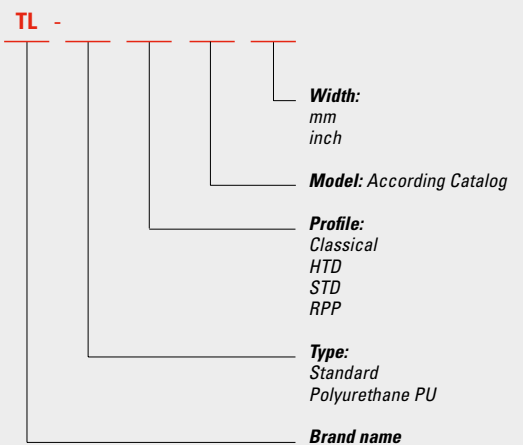 TL -
Width:
mm
inch
Model: According Catalog
Profile:
Classical
HTD
STD
RPP
Type:
Standard
Polyurethane PU
Brand name